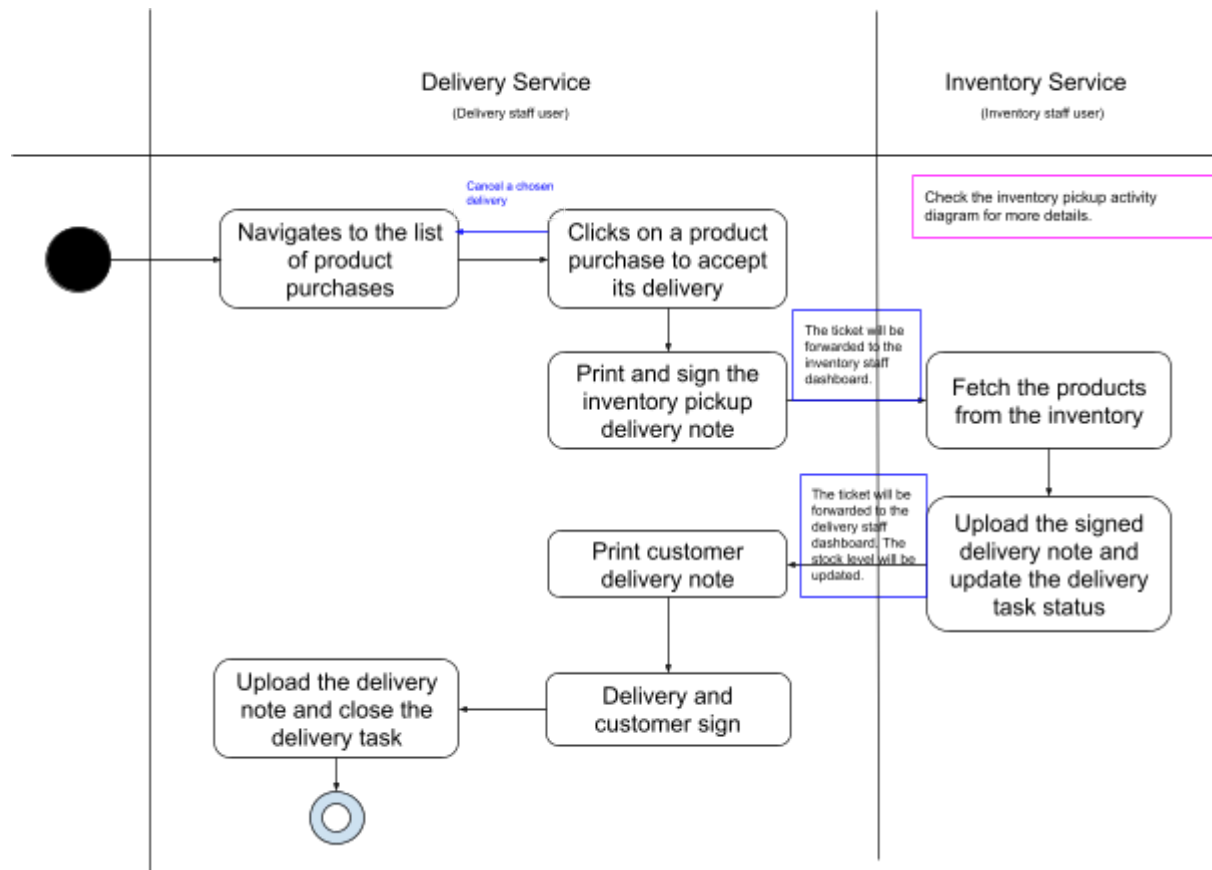 Delivery Service
(Delivery staff user)
Inventory Service
(Inventory staff user)
Cancel a chosen
delivery
Check the inventory pickup activity
diagram for more details.
Navigates to the list
of product
purchases
Clicks on a product
purchase to accept
its delivery
The ticket will be
forwarded to the
inventory staff
dashboard.
Print and sign the
inventory pickup
delivery note
Fetch the products
from the inventory
The ticket will be
forwarded to the
delivery staff
dashboard. The
stock level will be
updated.
Print customer
delivery note
Upload the signed
delivery note and
update the delivery
task status
Upload the delivery
note and close the
delivery task
Delivery and
customer sign